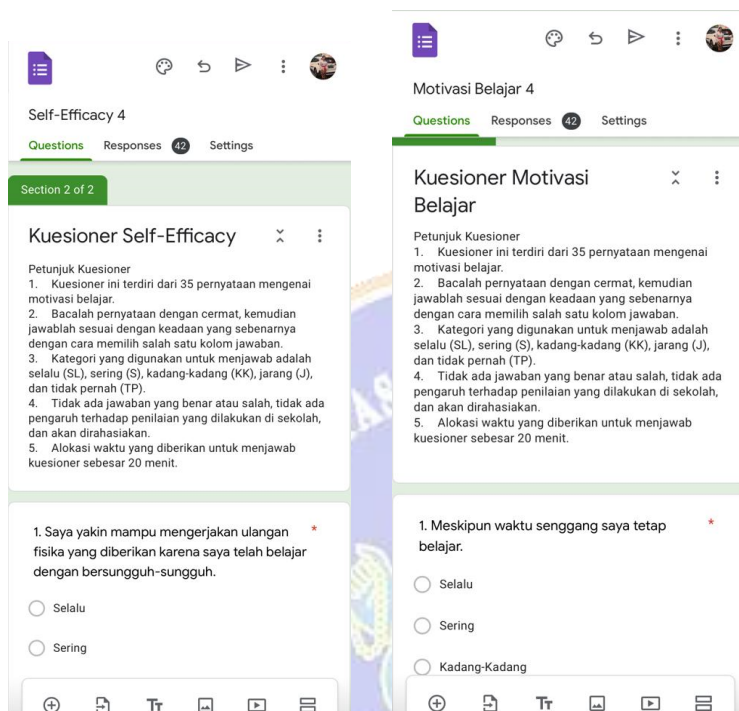 Self-Efficacy 4
Questions Responses 42 Settings
Section 2 of 2
Kuesioner Self-Efficacy
Petunjuk Kuesioner
1. Kuesioner ini terdiri dari 35 pernyataan mengenai
motivasi belajar.
2. Bacalah pernyataan dengan cermat, kemudian
jawablah sesuai dengan keadaan yang sebenarnya
dengan cara memilih salah satu kolom jawaban.
3. Kategori yang digunakan untuk menjawab adalah
selalu (SL), sering (S), kadang-kadang (KK), jarang (J),
dan tidak pernah (TP).
4. Tidak ada jawaban yang benar atau salah, tidak ada
pengaruh terhadap penilaian yang dilakukan di sekolah,
dan akan dirahasiakan.
5. Alokasi waktu yang diberikan untuk menjawab
kuesioner sebesar 20 menit.
1. Saya yakin mampu mengerjakan ulangan *
fisika yang diberikan karena saya telah belajar
dengan bersungguh-sungguh.
Selalu
Sering
Tт
Motivasi Belajar 4
Questions Responses 42 Settings
Kuesioner Motivasi
Belajar
Petunjuk Kuesioner
1. Kuesioner ini terdiri dari 35 pernyataan mengenai
motivasi belajar.
2. Bacalah pernyataan dengan cermat, kemudian
jawablah sesuai dengan keadaan yang sebenarnya
dengan cara memilih salah satu kolom jawaban.
3. Kategori yang digunakan untuk menjawab adalah
selalu (SL), sering (S), kadang-kadang (KK), jarang (J),
dan tidak pernah (TP).
4. Tidak ada jawaban yang benar atau salah, tidak ada
pengaruh terhadap penilaian yang dilakukan di sekolah,
dan akan dirahasiakan.
5. Alokasi waktu yang diberikan untuk menjawab
kuesioner sebesar 20 menit.
1. Meskipun waktu senggang saya tetap *
belajar.
Selalu
Sering
Kadang-Kadang
Tт